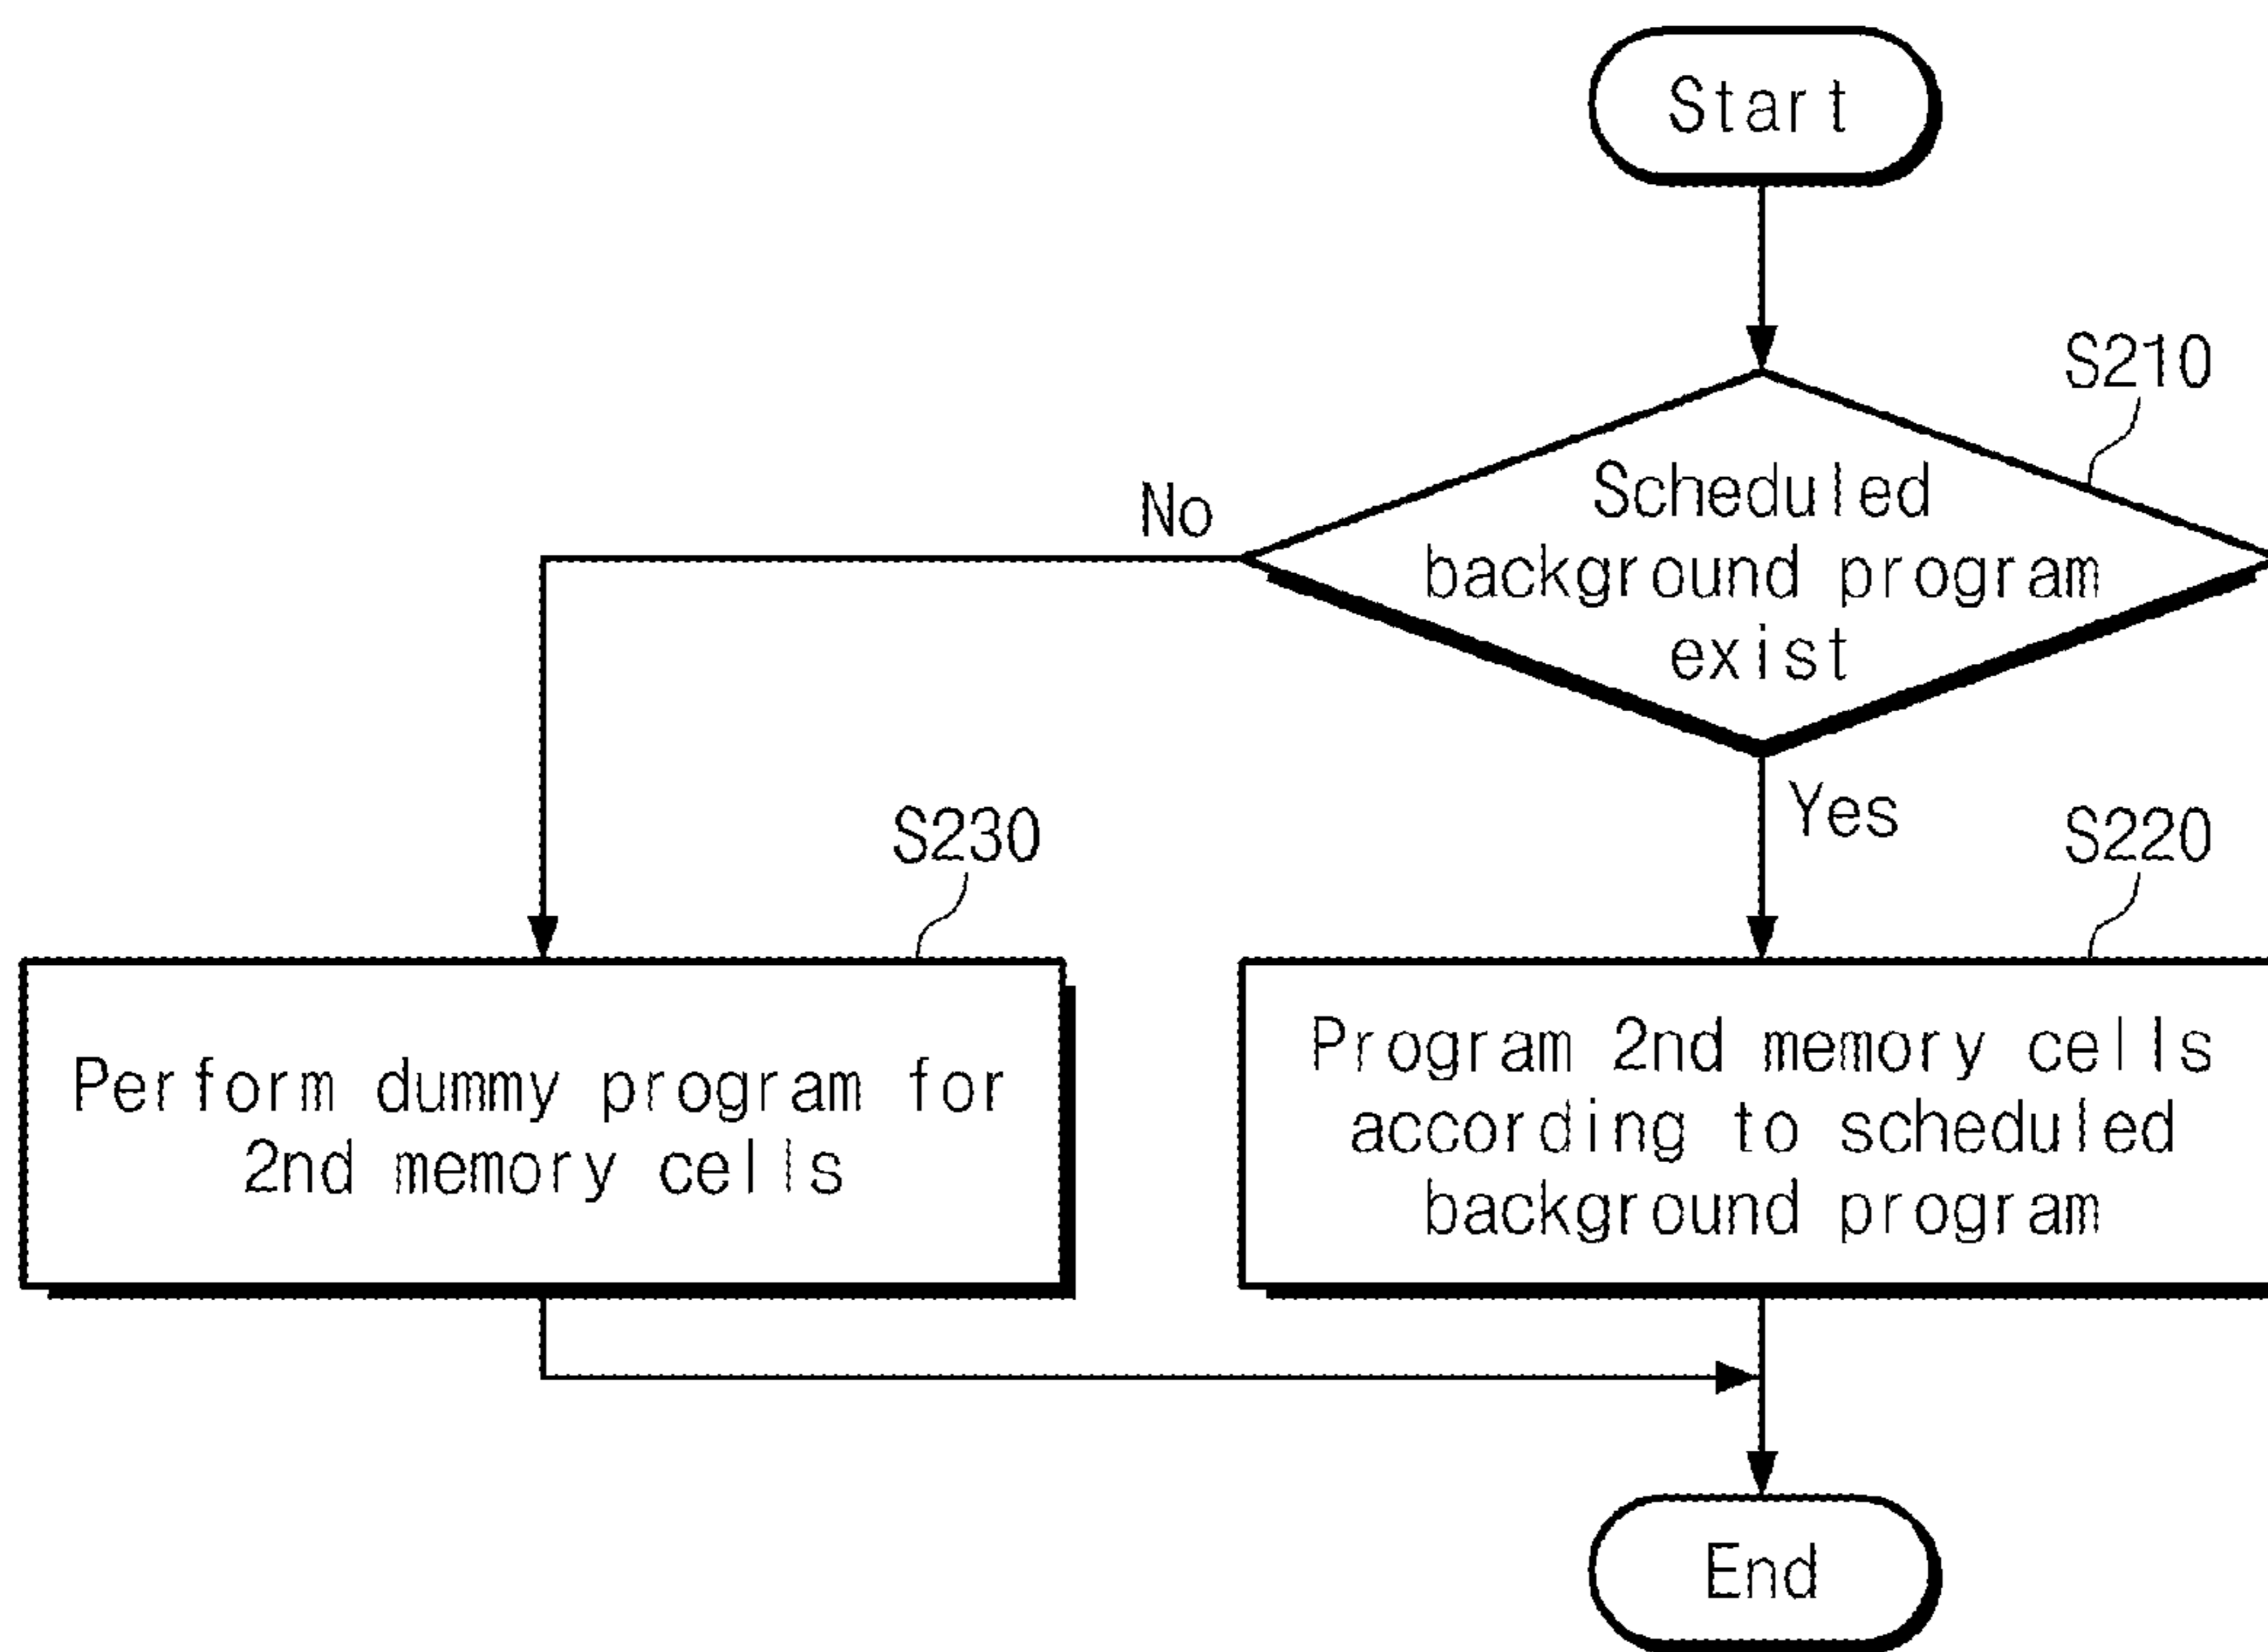 Start
S210
Scheduled
background program
exist
No
Yes
S230
S220
Perform dummy program for
2nd memory cells
Program 2nd memory cells
according to scheduled
background program
End